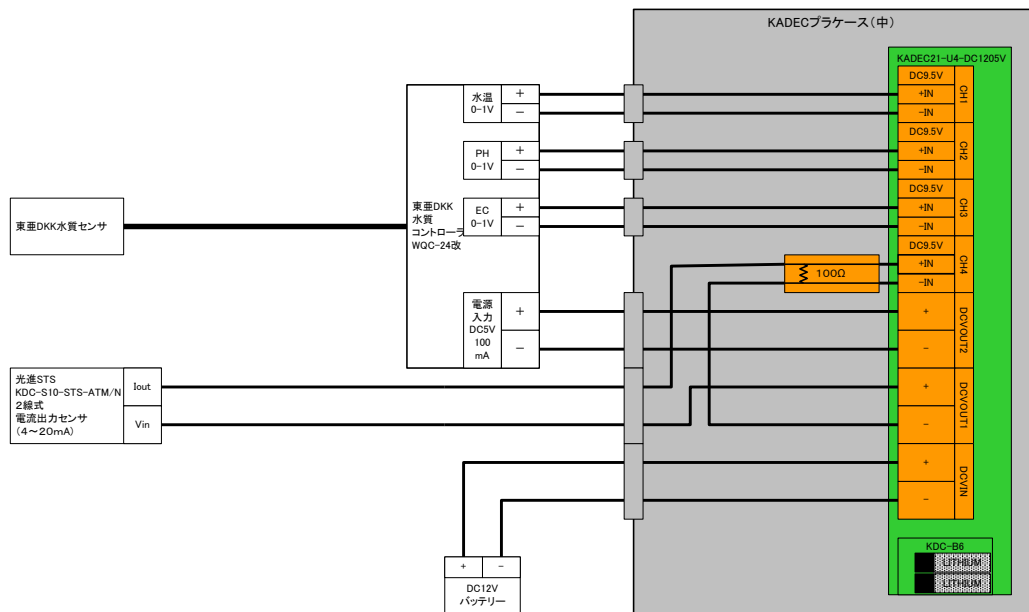 KADECプラケース(中)
KADEC21-U4-DC1205V
DC9.5V
+IN
-IN
CH1
DC9.5V
+IN
-IN
CH2
DC9.5V
+IN
-IN
CH3
DC9.5V
+IN
-IN
CH4
+
-
DCVOUT2
+
-
DCVOUT1
+
-
DCVIN
KDC-B6
LITHIUM
LITHIUM
100Ω
水温
0-1V
+
-
PH
0-1V
+
-
EC
0-1V
+
-
東亜DKK
水質
コントローラ
WQC-24改
電源
入力
DC5V
100
mA
+
-
東亜DKK水質センサ
光進STS
KDC-S10-STS-ATM/N
2線式
電流出力センサ
(4~20mA)
Iout
Vin
+
-
DC12V
バッテリー